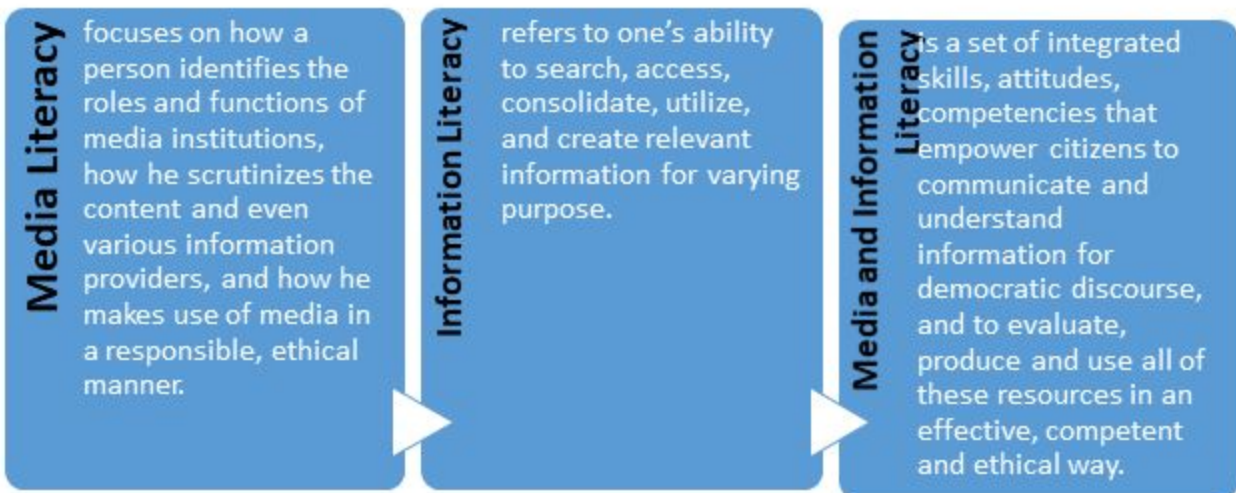 Media Literacy
focuses on how a
person identifies the
roles and functions of
media institutions,
how he scrutinizes the
content and even
various information
providers, and how he
makes use of media in
a responsible, ethical
manner.
Information Literacy
refers to one’s ability
to search, access,
consolidate, utilize,
and create relevant
information for varying
purpose.
Media and Information
Literacy
is a set of integrated
skills, attitudes,
competencies that
empower citizens to
communicate and
understand
information for
democratic discourse,
and to evaluate,
produce and use all of
these resources in an
effective, competent
and ethical way.